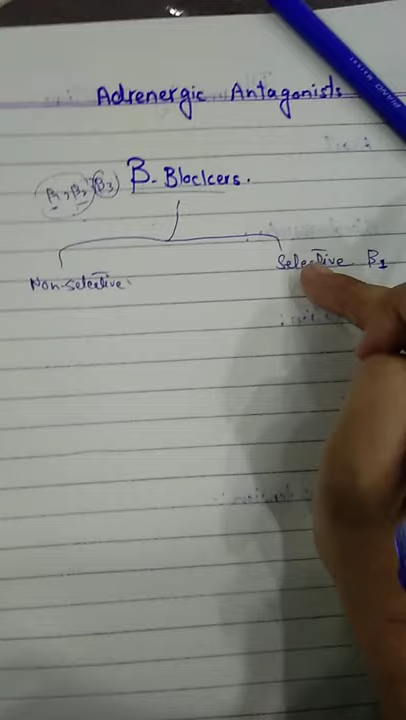 Adrenergic Antagonists
β1, β2, β3 β-Blockers.
Non-selective:
Selective β1